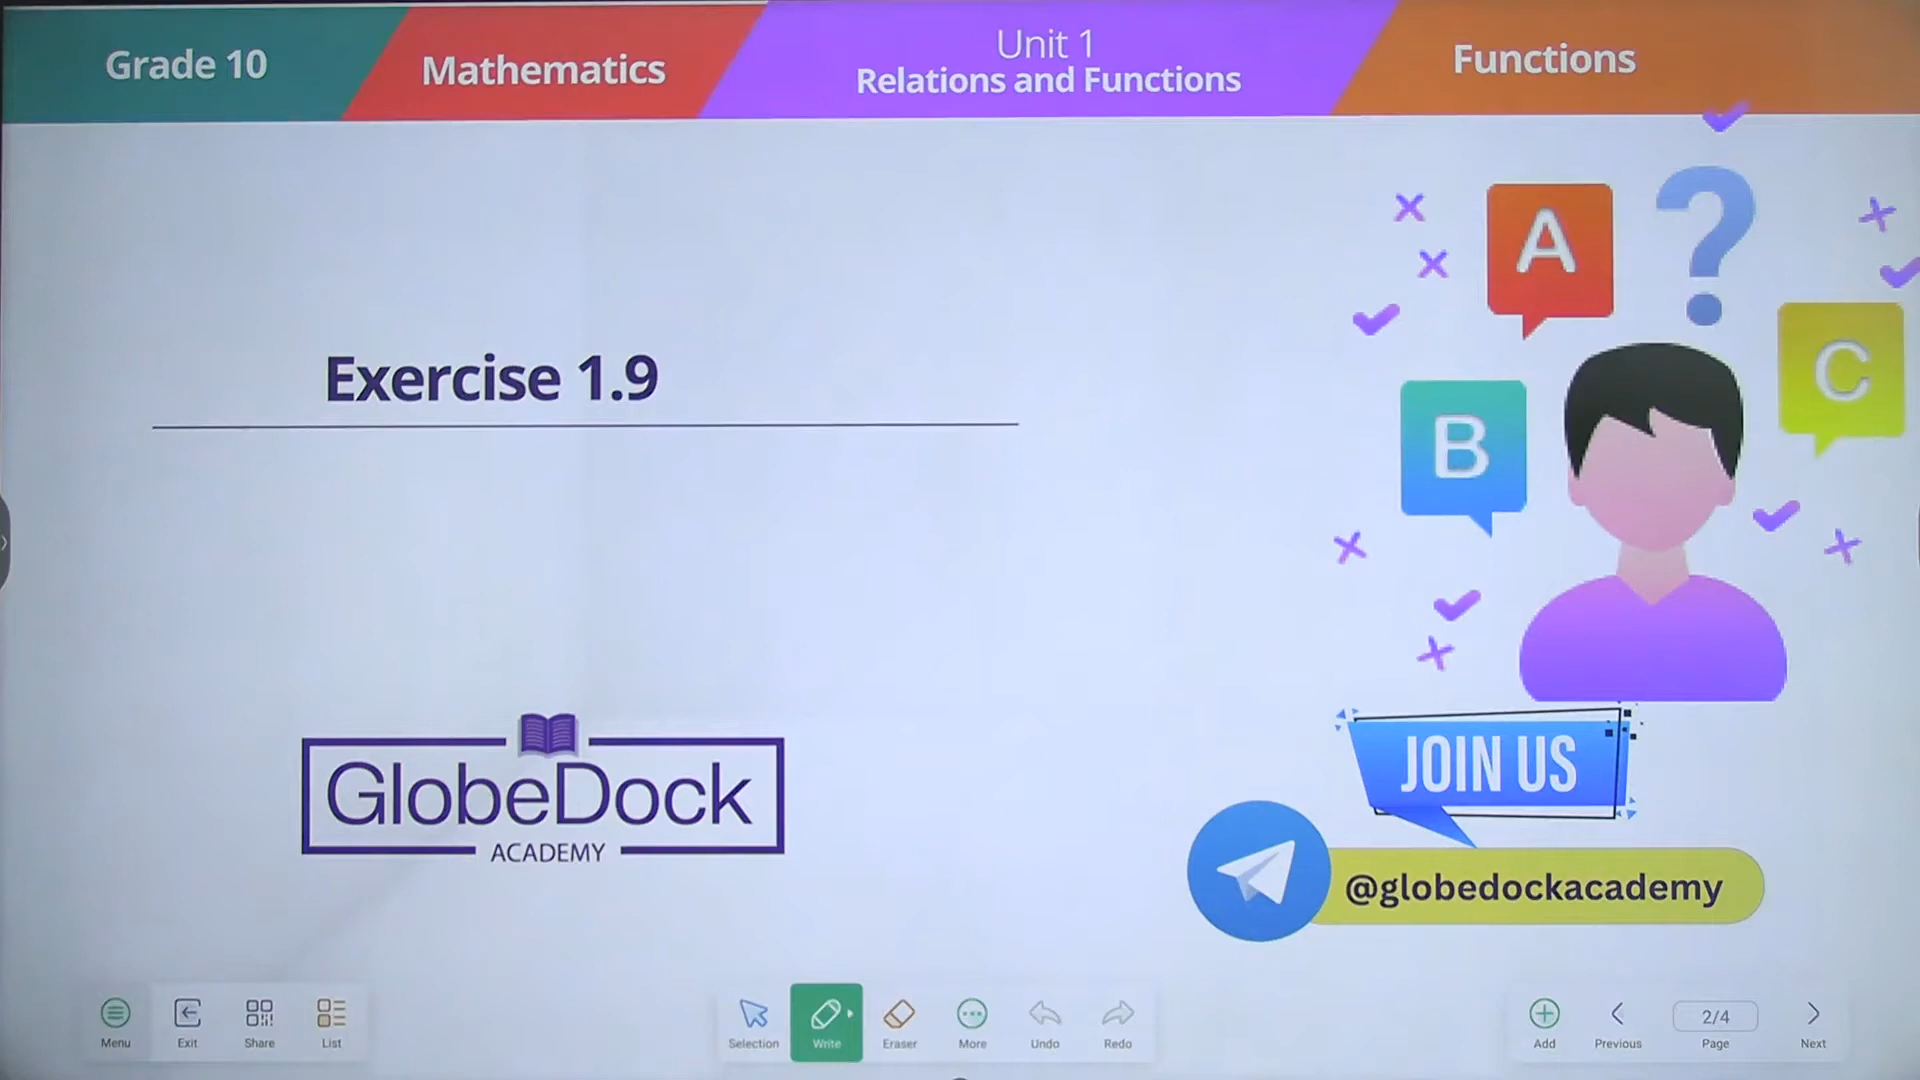 Grade 10
Mathematics
Unit 1
Relations and Functions
Functions
A
?
C
B
Exercise 1.9
GlobeDock
ACADEMY
JOIN US
@globedockacademy
Menu
Exit
Share
List
Selection
Write
Eraser
More
Undo
Redo
Add
Previous
2/4
Page
Next